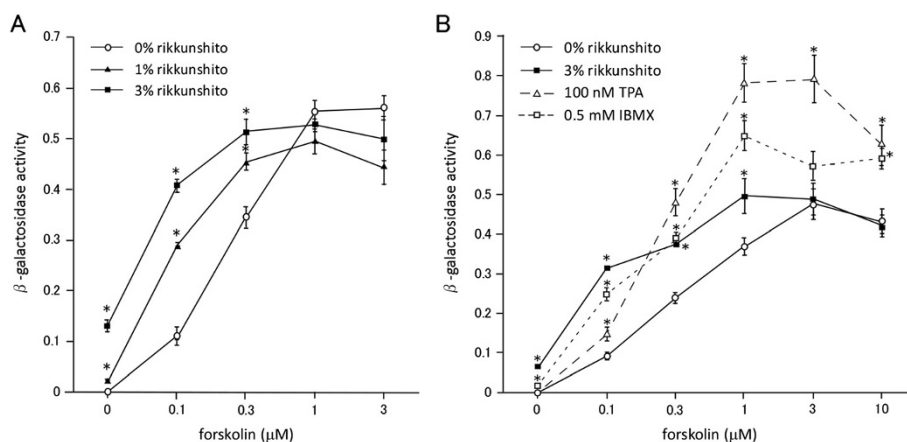 A
0% rikkunshito
1% rikkunshito
3% rikkunshito
β-galactosidase activity
0.7
0.6
0.5
0.4
0.3
0.2
0.1
0
* * * * * *
0 0.1 0.3 1 3
forskolin (μM)
B
0% rikkunshito
3% rikkunshito
100 nM TPA
0.5 mM IBMX
β-galactosidase activity
0.9
0.8
0.7
0.6
0.5
0.4
0.3
0.2
0.1
0
* * * * * * * * * * * * * *
0 0.1 0.3 1 3 10
forskolin (μM)